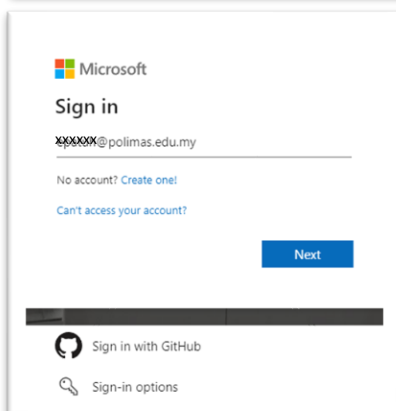 Microsoft
Sign in
@polimas.edu.my
No account? Create one!
Can't access your account?
Next
Sign in with GitHub
Sign-in options